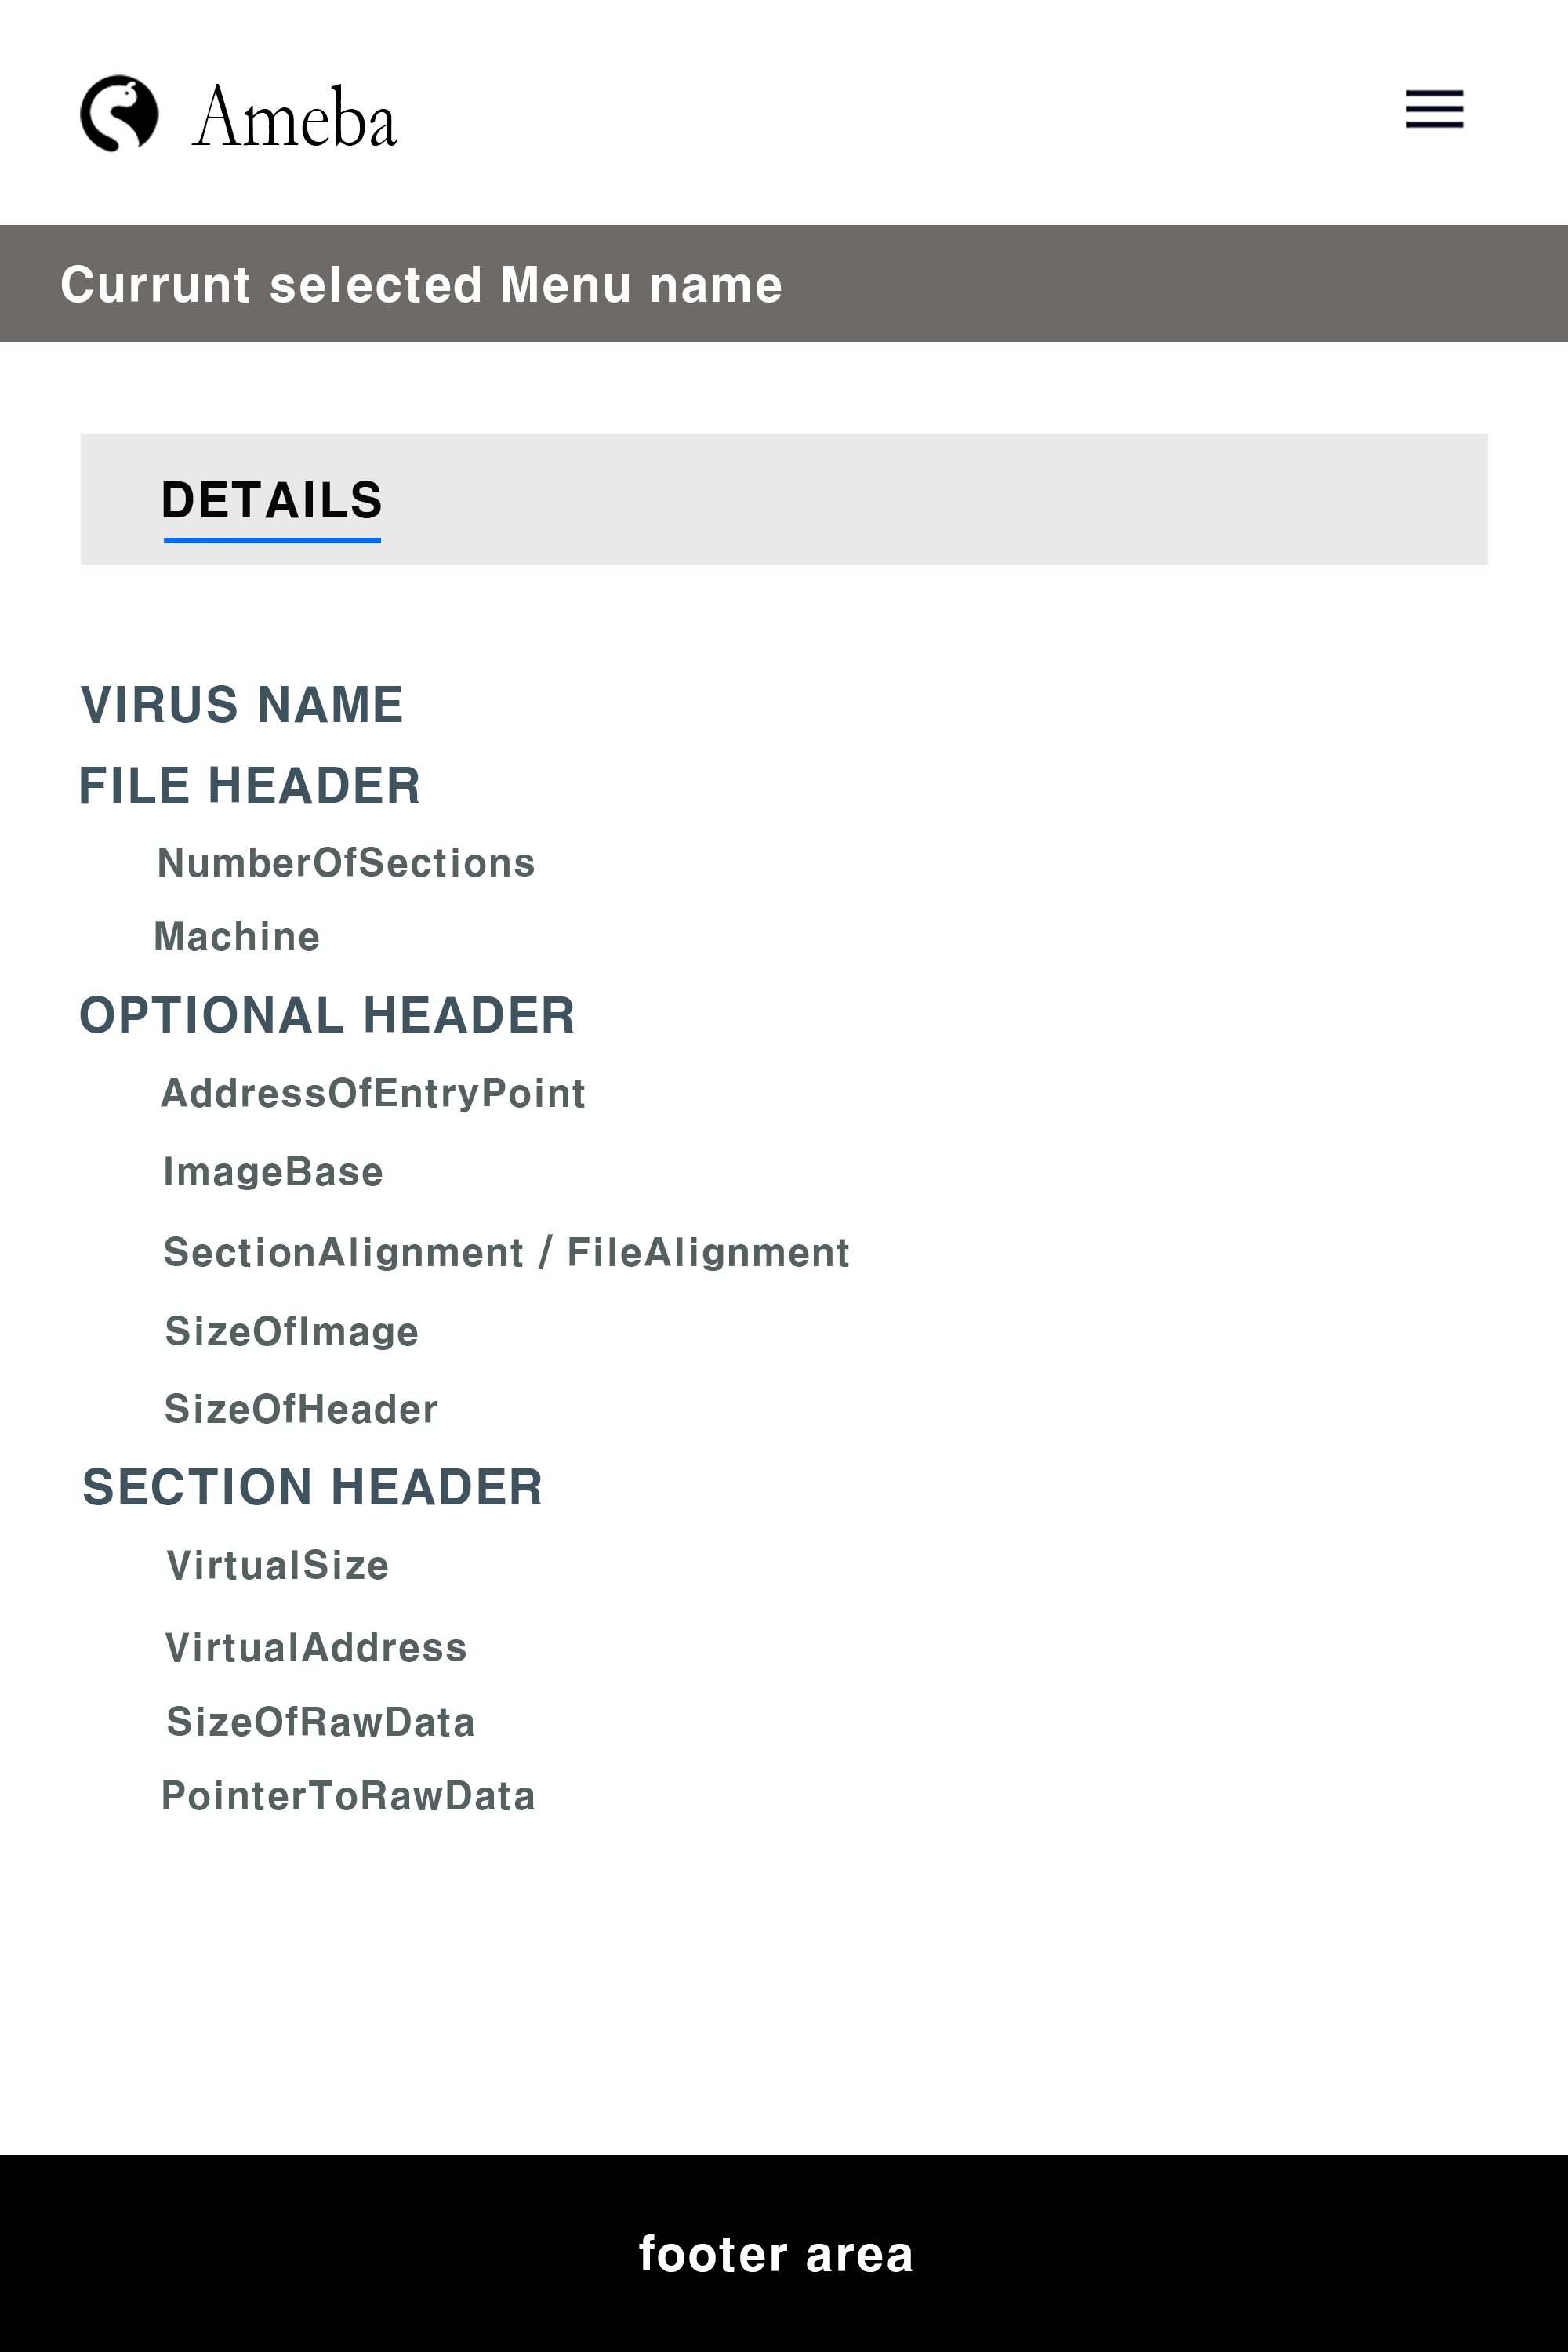 Ameba
Currunt selected Menu name
DETAILS
VIRUS NAME
FILE HEADER
NumberOfSections
Machine
OPTIONAL HEADER
AddressOfEntryPoint
ImageBase
SectionAlignment / FileAlignment
SizeOfImage
SizeOfHeader
SECTION HEADER
VirtualSize
VirtualAddress
SizeOfRawData
PointerToRawData
footer area